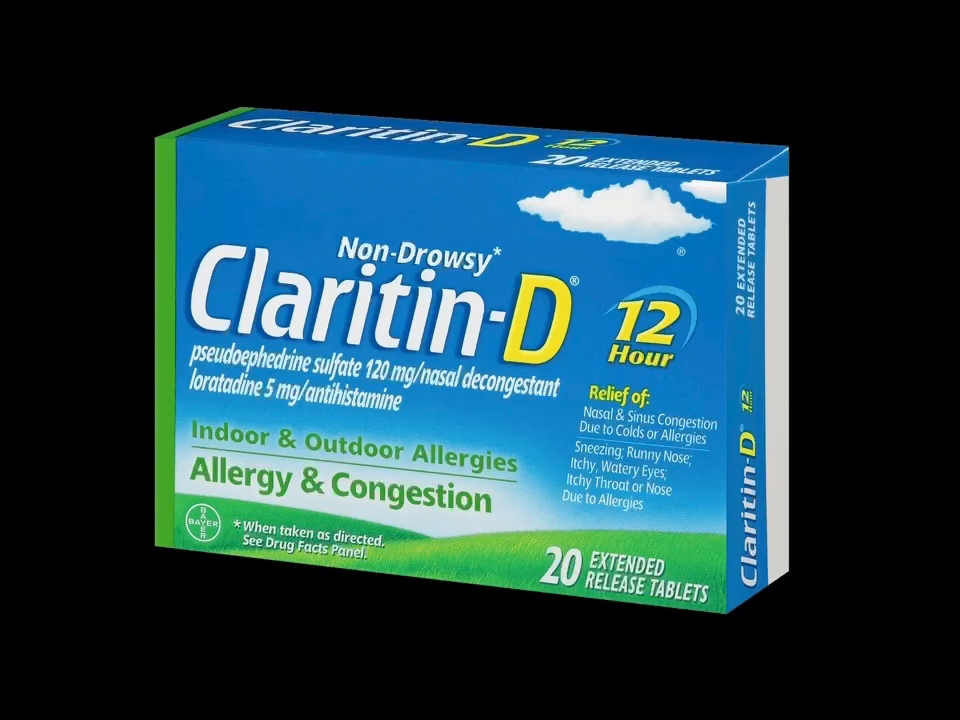 Claritin-D 12
Hour
20 EXTENDED
RELEASE TABLETS
Non-Drowsy*
Claritin-D®
12
Hour
pseudoephedrine sulfate 120 mg/nasal decongestant
loratadine 5 mg/antihistamine
Indoor & Outdoor Allergies
Allergy & Congestion
®
Relief of:
Nasal & Sinus Congestion
Due to Colds or Allergies
Sneezing; Runny Nose;
Itchy, Watery Eyes;
Itchy Throat or Nose
Due to Allergies
BAYER
BAYER
*When taken as directed.
See Drug Facts Panel.
20 EXTENDED
RELEASE TABLETS
20 EXTENDED
RELEASE TABLETS
Claritin-D® 12
Hour